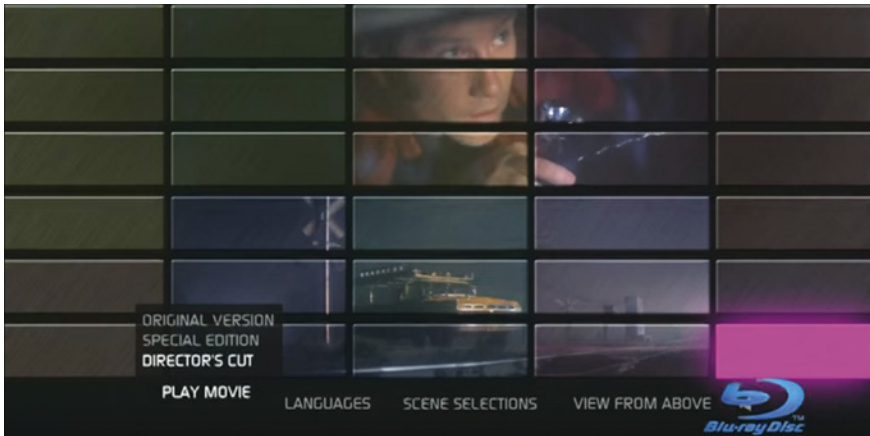 ORIGINAL VERSION
SPECIAL EDITION
DIRECTOR'S CUT
PLAY MOVIE
LANGUAGES
SCENE SELECTIONS
VIEW FROM ABOVE
Blu-ray Disc
TM